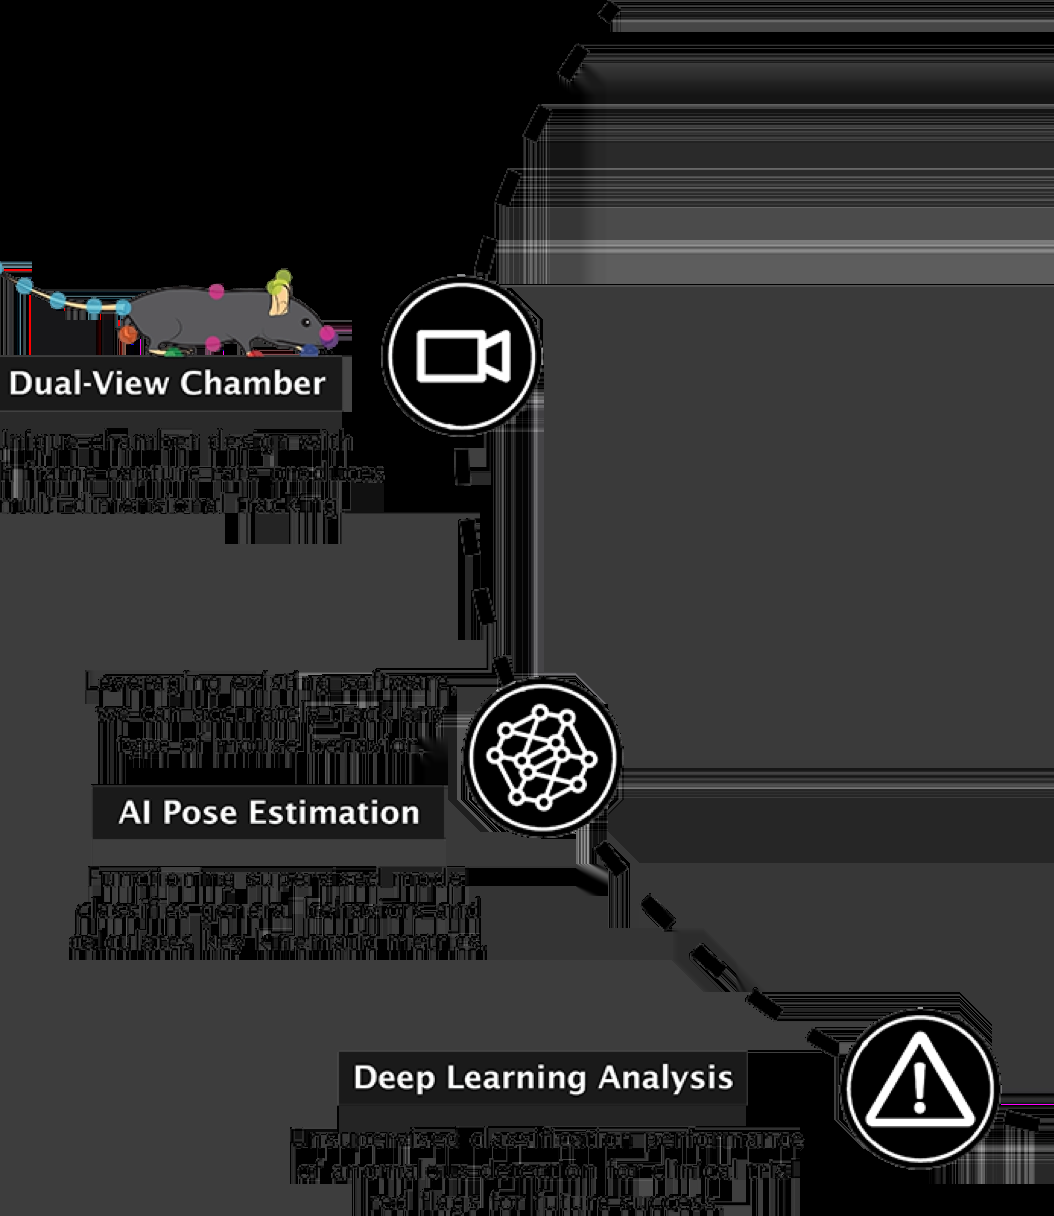 Dual-View Chamber
Unique chamber design with
frame capture rate produces
multi-dimensional tracking
Leveraging existing software,
we can accurately track any
type of mouse behavior.
AI Pose Estimation
Functioning supervised model
classifies general behaviors and
calculates key kinematic metrics.
Deep Learning Analysis
Unsupervised classification performance
of anomalous detection for clinical trial
red flags for future success.